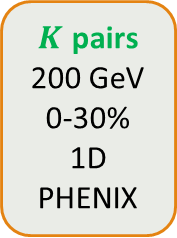 K pairs
200 GeV
0-30%
1D
PHENIX